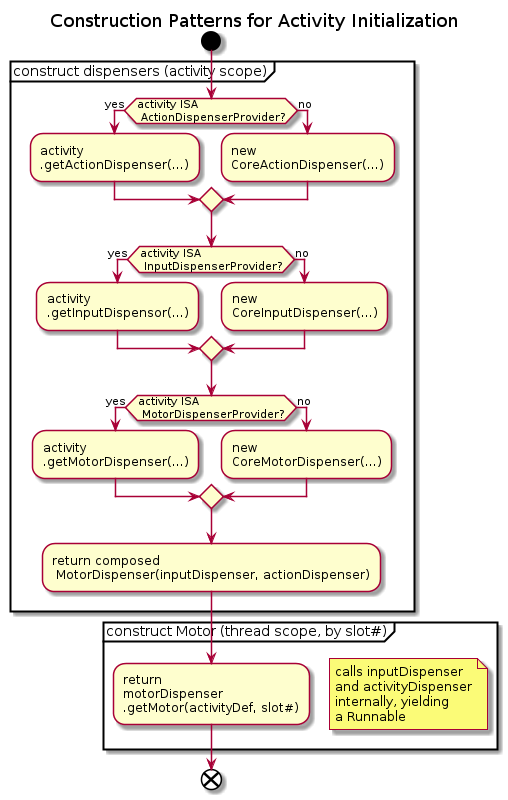 Construction Patterns for Activity Initialization
construct dispensers (activity scope)
yes
activity ISA
ActionDispenserProvider?
no
activity
.getActionDispenser(...)
new
CoreActionDispenser(...)
yes
activity ISA
InputDispenserProvider?
no
activity
.getInputDispensor(...)
new
CoreInputDispenser(...)
yes
activity ISA
MotorDispenserProvider?
no
activity
.getMotorDispenser(...)
new
CoreMotorDispenser(...)
return composed
MotorDispenser(inputDispenser, actionDispenser)
construct Motor (thread scope, by slot#)
return
motorDispenser
.getMotor(activityDef, slot#)
calls inputDispenser
and activityDispenser
internally, yielding
a Runnable